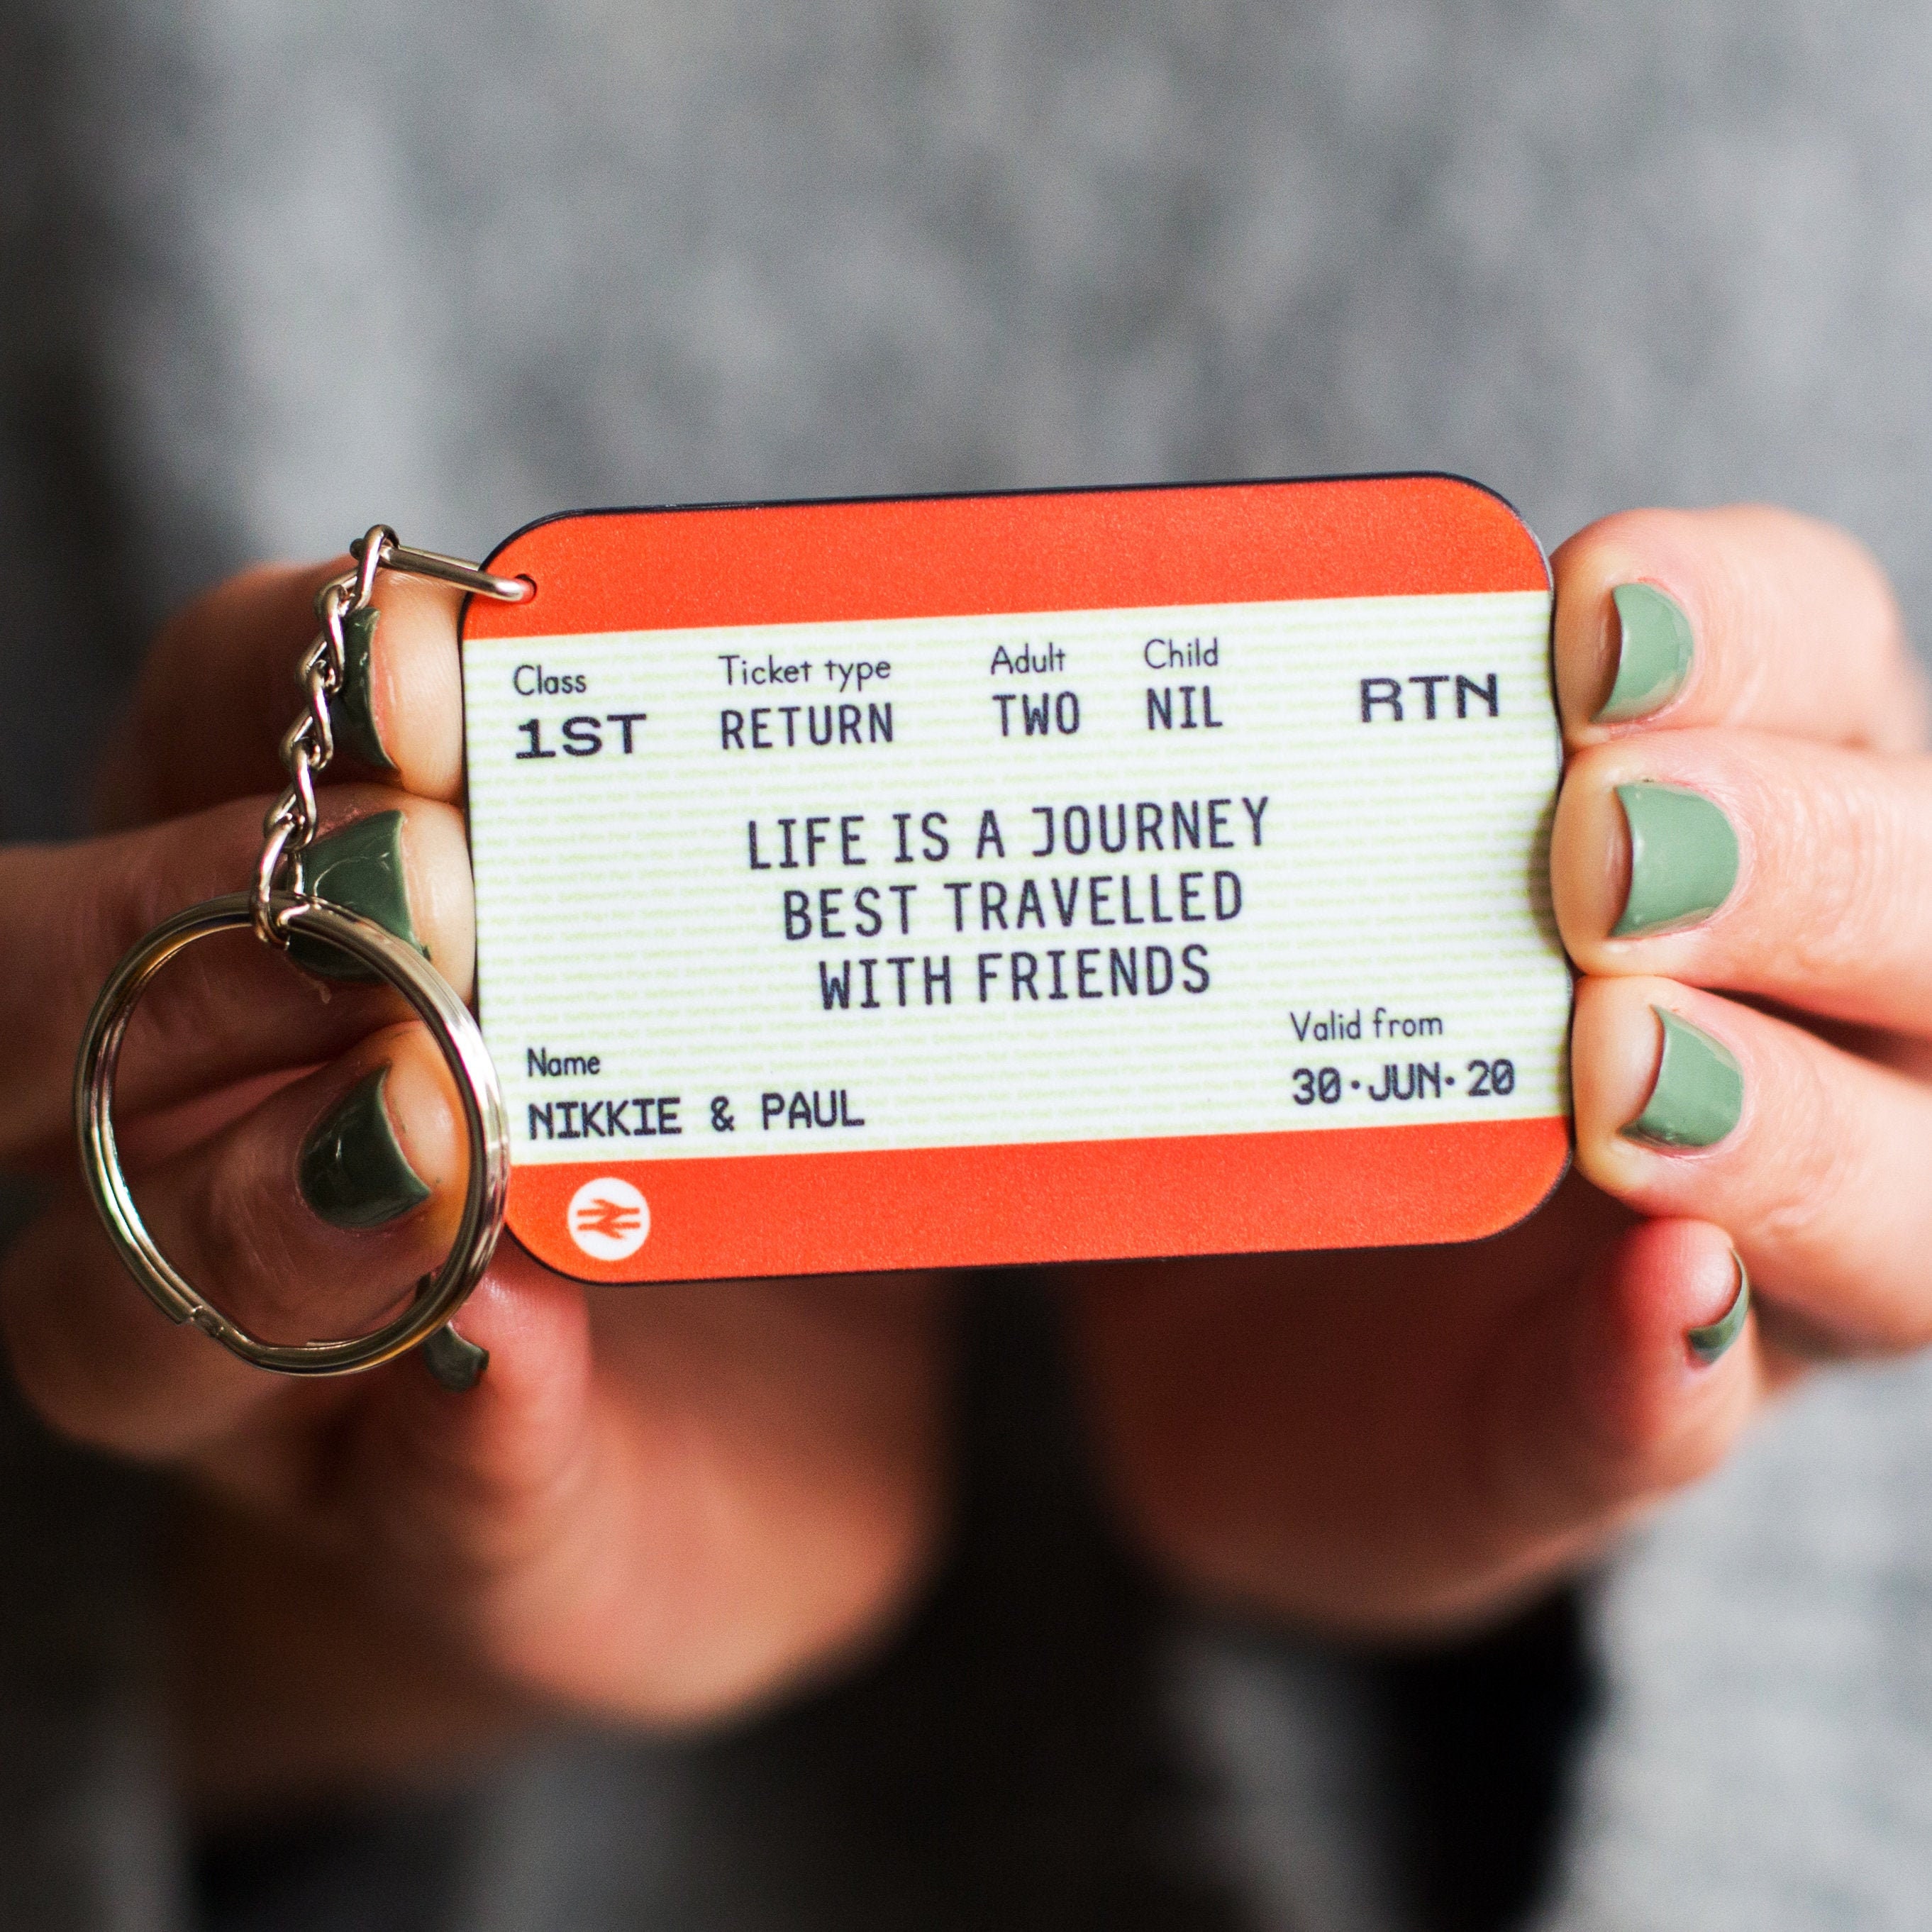 Class Ticket type Adult Child
1ST RETURN TWO NIL RTN
LIFE IS A JOURNEY
BEST TRAVELLED
WITH FRIENDS
Name Valid from
NIKKIE & PAUL 30·JUN·20